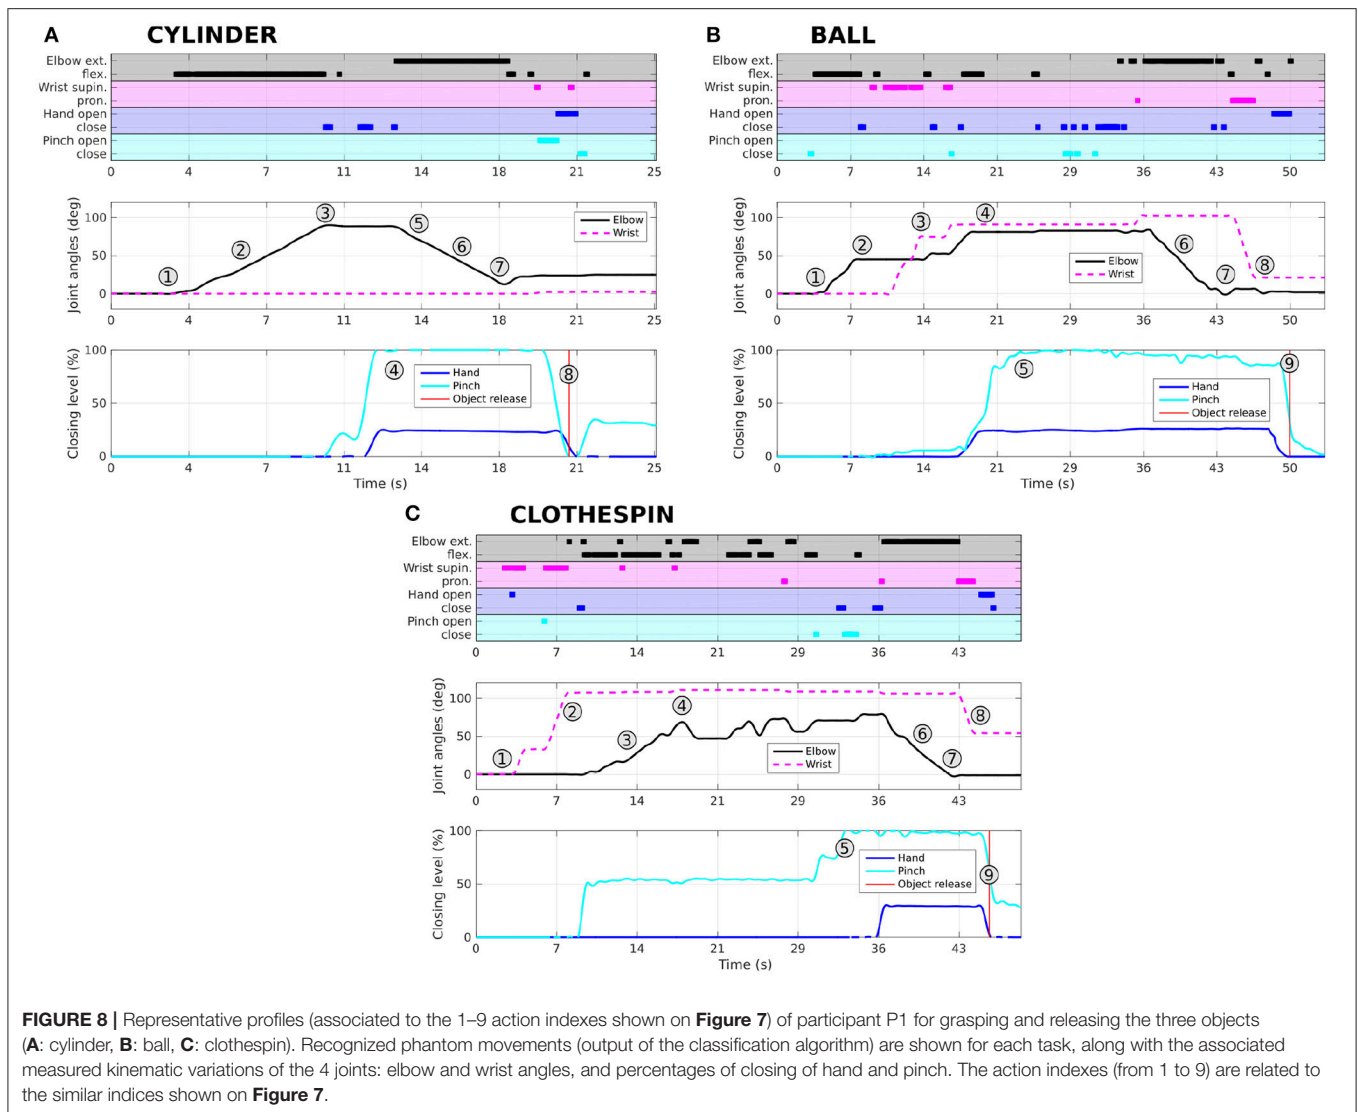 A CYLINDER
Elbow ext.
flex.
Wrist supin.
pron.
Hand open
close
Pinch open
close
0 4 7 11 14 18 21 25
Joint angles (deg)
100
50
0
1 2 3 5 6 7
Elbow
Wrist
0 4 7 11 14 18 21 25
Closing level (%)
100
50
0
4 8
Hand
Pinch
Object release
0 4 7 11 14 18 21 25
Time (s)
B BALL
Elbow ext.
flex.
Wrist supin.
pron.
Hand open
close
Pinch open
close
0 7 14 21 29 36 43 50
Joint angles (deg)
100
50
0
1 2 3 4 6 7 8
Elbow
Wrist
0 7 14 21 29 36 43 50
Closing level (%)
100
50
0
5 9
Hand
Pinch
Object release
0 7 14 21 29 36 43 50
Time (s)
C CLOTHESPIN
Elbow ext.
flex.
Wrist supin.
pron.
Hand open
close
Pinch open
close
0 7 14 21 29 36 43
Joint angles (deg)
100
50
0
1 2 3 4 6 7 8
Elbow
Wrist
0 7 14 21 29 36 43
Closing level (%)
100
50
0
5 9
Hand
Pinch
Object release
0 7 14 21 29 36 43
Time (s)
FIGURE 8 | Representative profiles (associated to the 1–9 action indexes shown on Figure 7) of participant P1 for grasping and releasing the three objects
(A: cylinder, B: ball, C: clothespin). Recognized phantom movements (output of the classification algorithm) are shown for each task, along with the associated
measured kinematic variations of the 4 joints: elbow and wrist angles, and percentages of closing of hand and pinch. The action indexes (from 1 to 9) are related to
the similar indices shown on Figure 7.